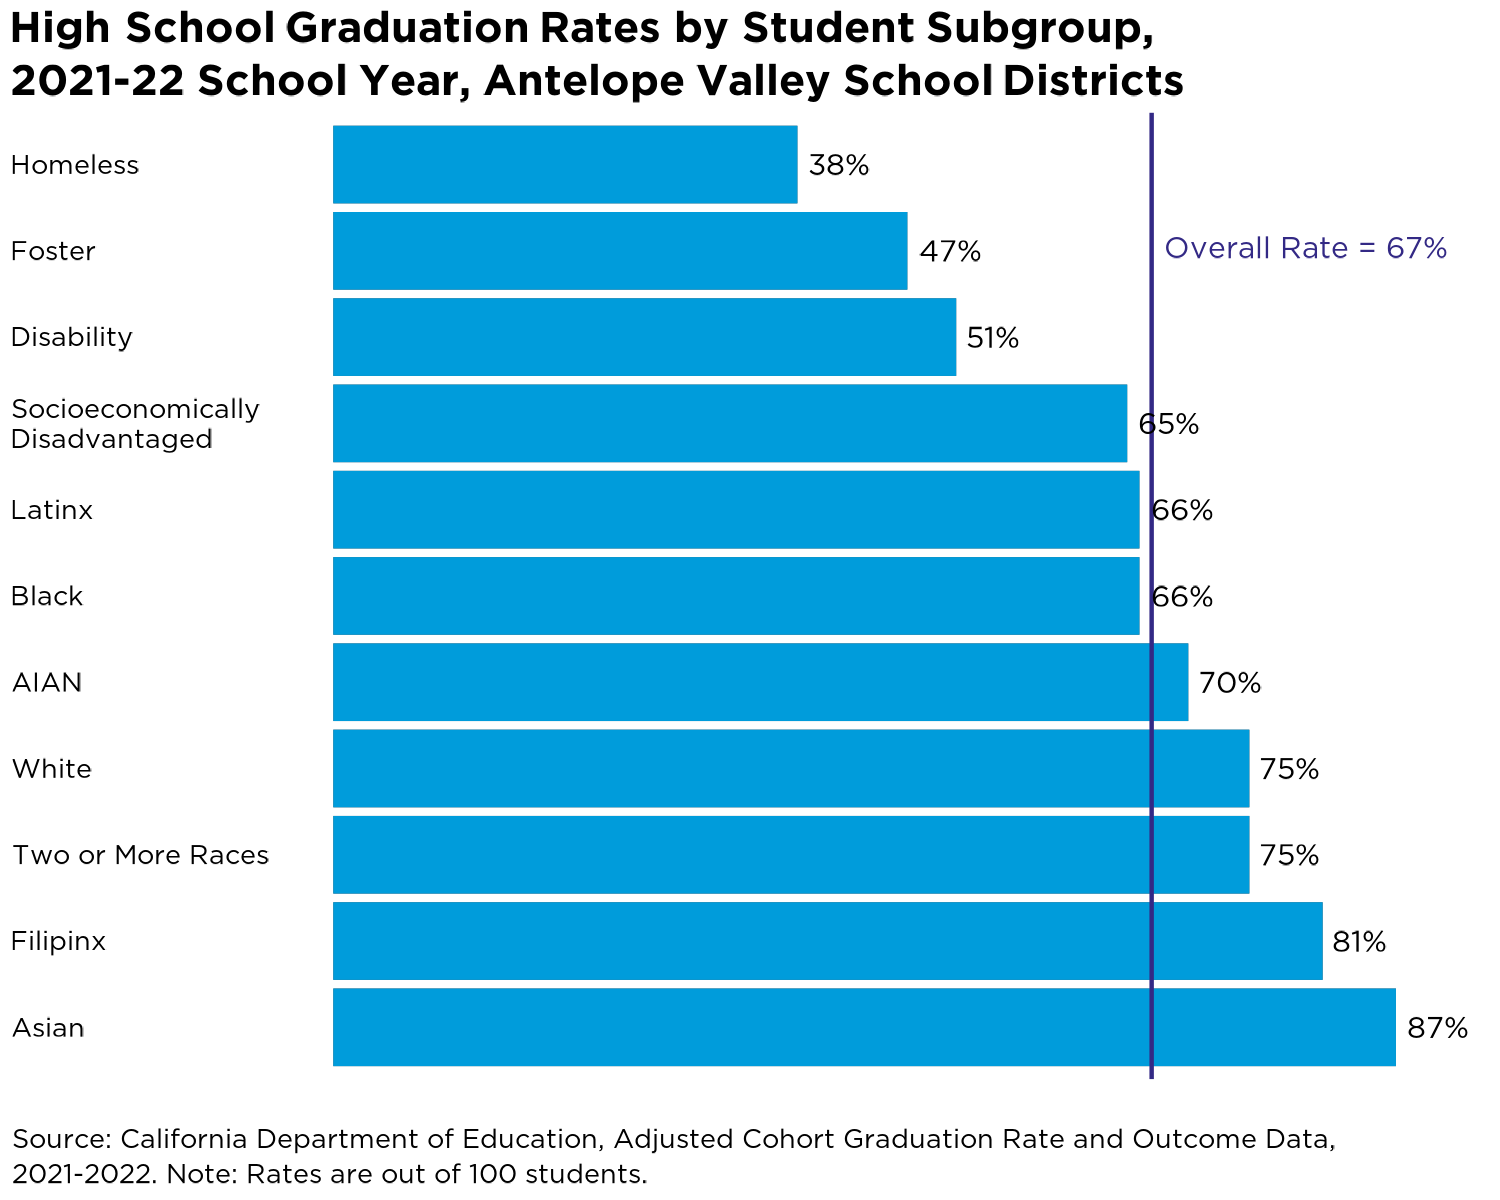 High School Graduation Rates by Student Subgroup,
2021-22 School Year, Antelope Valley School Districts
Homeless
38%
Foster
47%
Overall Rate = 67%
Disability
51%
Socioeconomically
Disadvantaged
65%
Latinx
66%
Black
66%
AIAN
70%
White
75%
Two or More Races
75%
Filipinx
81%
Asian
87%
Source: California Department of Education, Adjusted Cohort Graduation Rate and Outcome Data,
2021-2022. Note: Rates are out of 100 students.